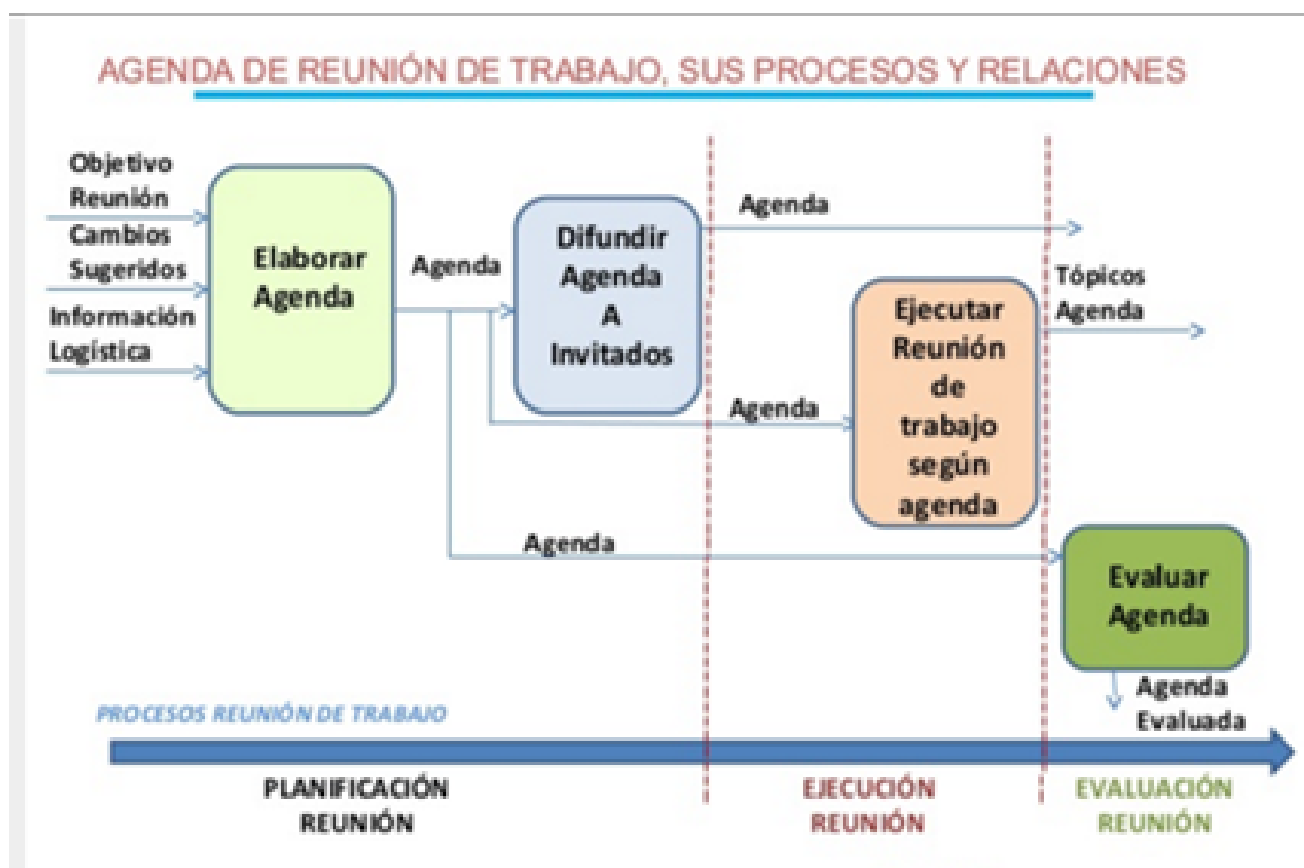 AGENDA DE REUNIÓN DE TRABAJO, SUS PROCESOS Y RELACIONES
Objetivo
Reunión
Cambios
Sugeridos
Información
Logística
Elaborar
Agenda
Agenda
Difundir
Agenda
A
Invitados
Agenda
Agenda
Ejecutar
Reunión
de
trabajo
según
agenda
Tópicos
Agenda
Agenda
Evaluar
Agenda
Agenda
Evaluada
PROCESOS REUNIÓN DE TRABAJO
PLANIFICACIÓN
REUNIÓN
EJECUCIÓN
REUNIÓN
EVALUACIÓN
REUNIÓN